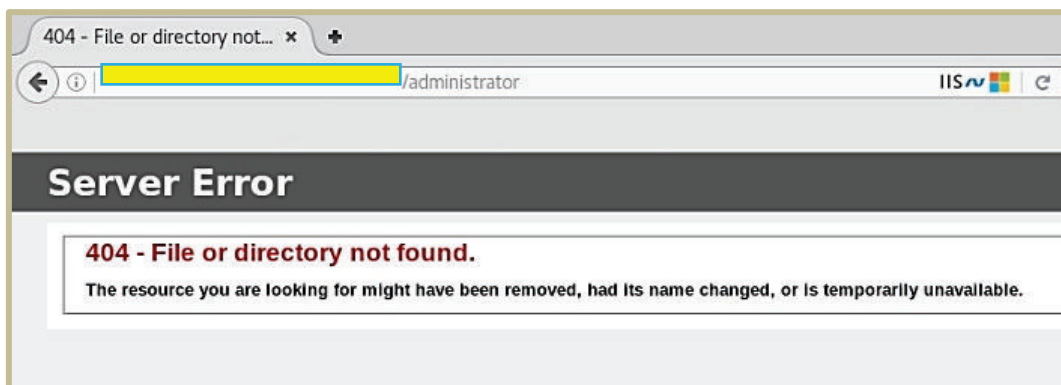 404 - File or directory not...
/administrator
IIS
Server Error
404 - File or directory not found.
The resource you are looking for might have been removed, had its name changed, or is temporarily unavailable.